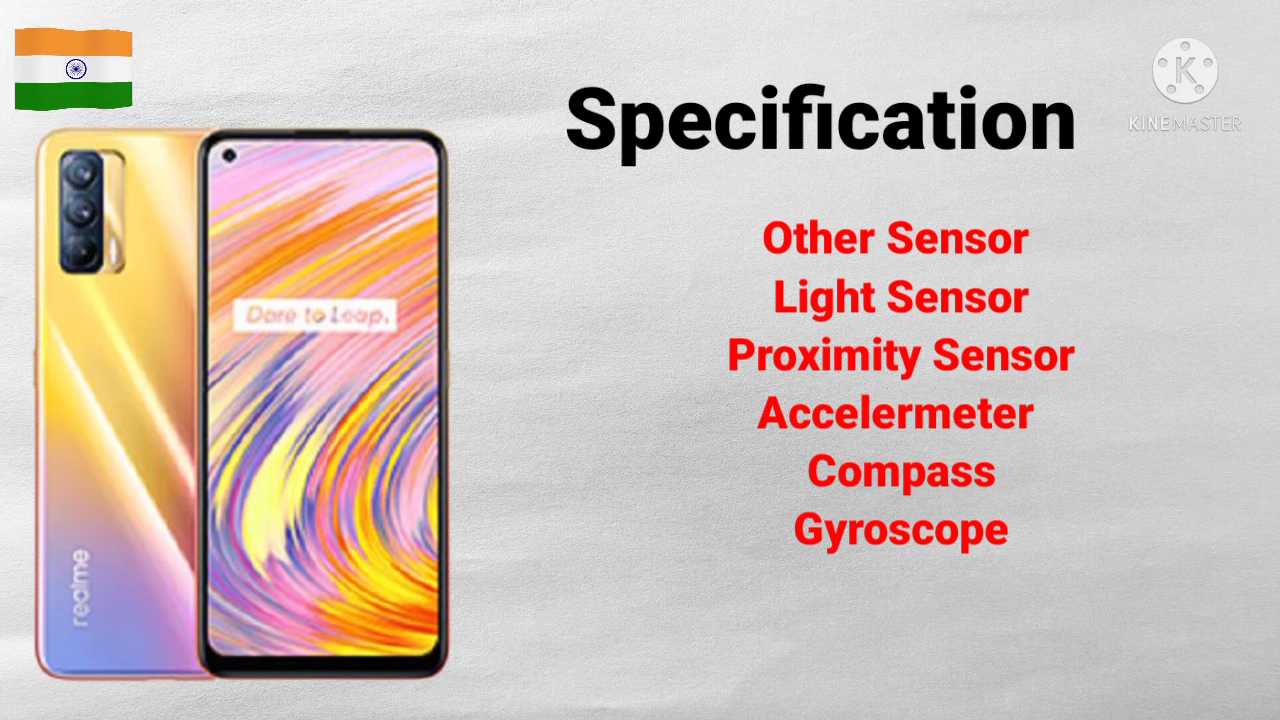 Specification
KINEMASTER
K
Other Sensor
Light Sensor
Proximity Sensor
Accelermeter
Compass
Gyroscope
Dare to Leap.
realme